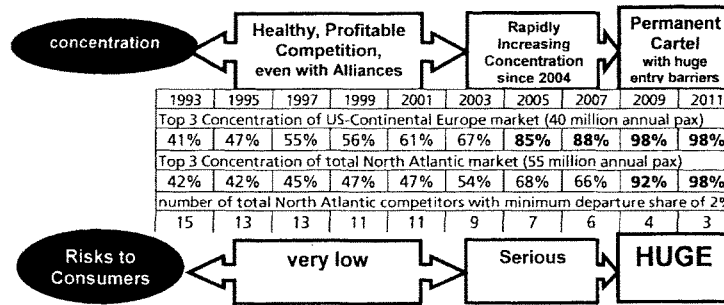 concentration
Healthy, Profitable
Competition,
even with Alliances
Rapidly
Increasing
Concentration
since 2004
Permanent
Cartel
with huge
entry barriers
1993 1995 1997 1999 2001 2003 2005 2007 2009 2011
Top 3 Concentration of US-Continental Europe market (40 million annual pax)
41% 47% 55% 56% 61% 67% 85% 88% 98% 98%
Top 3 Concentration of total North Atlantic market (55 million annual pax)
42% 42% 45% 47% 47% 54% 68% 66% 92% 98%
number of total North Atlantic competitors with minimum departure share of 2%
15 13 13 11 11 9 7 6 4 3
Risks to
Consumers
very low
Serious
HUGE